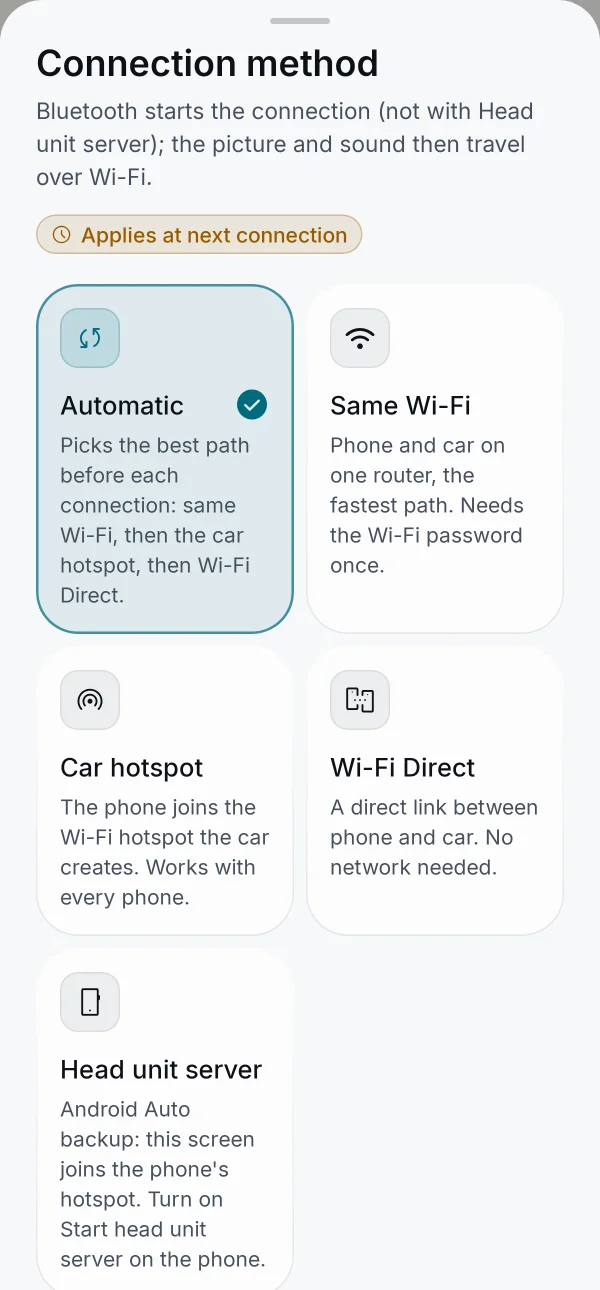 Connection method
Bluetooth starts the connection (not with Head
unit server); the picture and sound then travel
over Wi-Fi.
Applies at next connection
Automatic
Picks the best path
before each
connection: same
Wi-Fi, then the car
hotspot, then Wi-Fi
Direct.
Same Wi-Fi
Phone and car on
one router, the
fastest path. Needs
the Wi-Fi password
once.
Car hotspot
The phone joins the
Wi-Fi hotspot the car
creates. Works with
every phone.
Wi-Fi Direct
A direct link between
phone and car. No
network needed.
Head unit server
Android Auto
backup: this screen
joins the phone's
hotspot. Turn on
Start head unit
server on the phone.